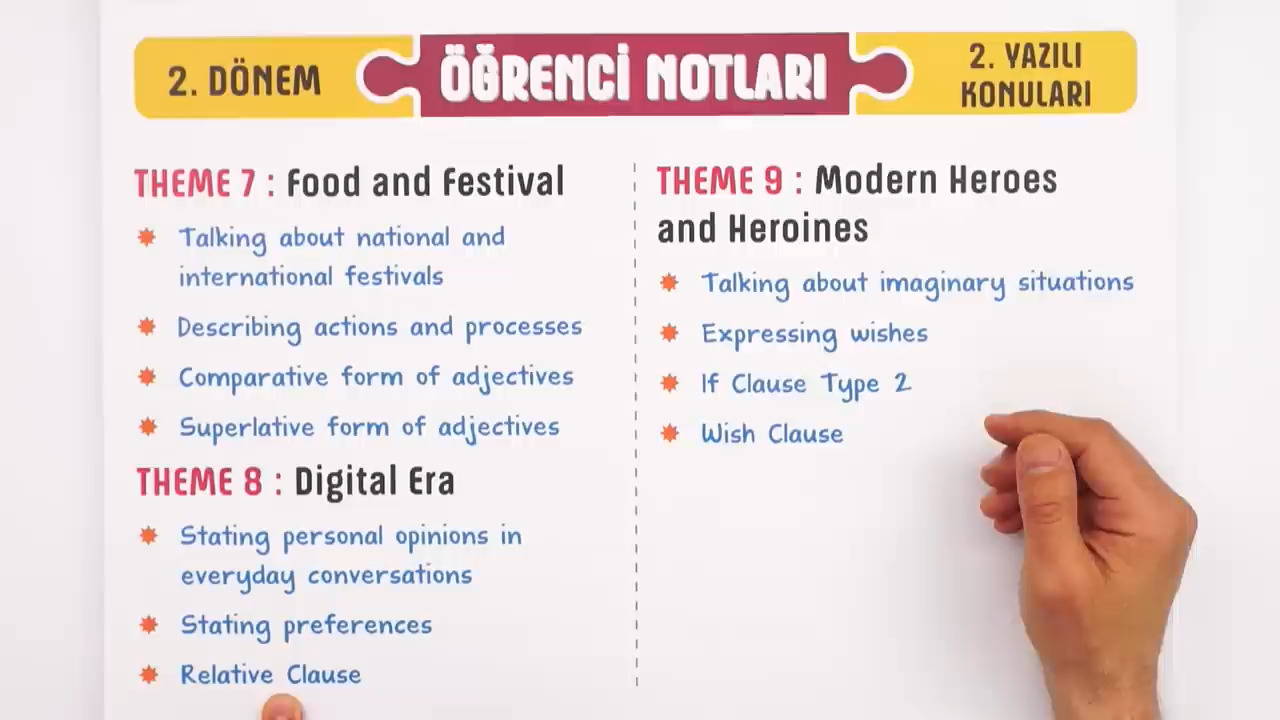 2. DÖNEM
ÖĞRENCİ NOTLARI
2. YAZILI
KONULARI
THEME 7 : Food and Festival
Talking about national and
international festivals
Describing actions and processes
Comparative form of adjectives
Superlative form of adjectives
THEME 8 : Digital Era
Stating personal opinions in
everyday conversations
Stating preferences
Relative Clause
THEME 9 : Modern Heroes
and Heroines
Talking about imaginary situations
Expressing wishes
If Clause Type 2
Wish Clause